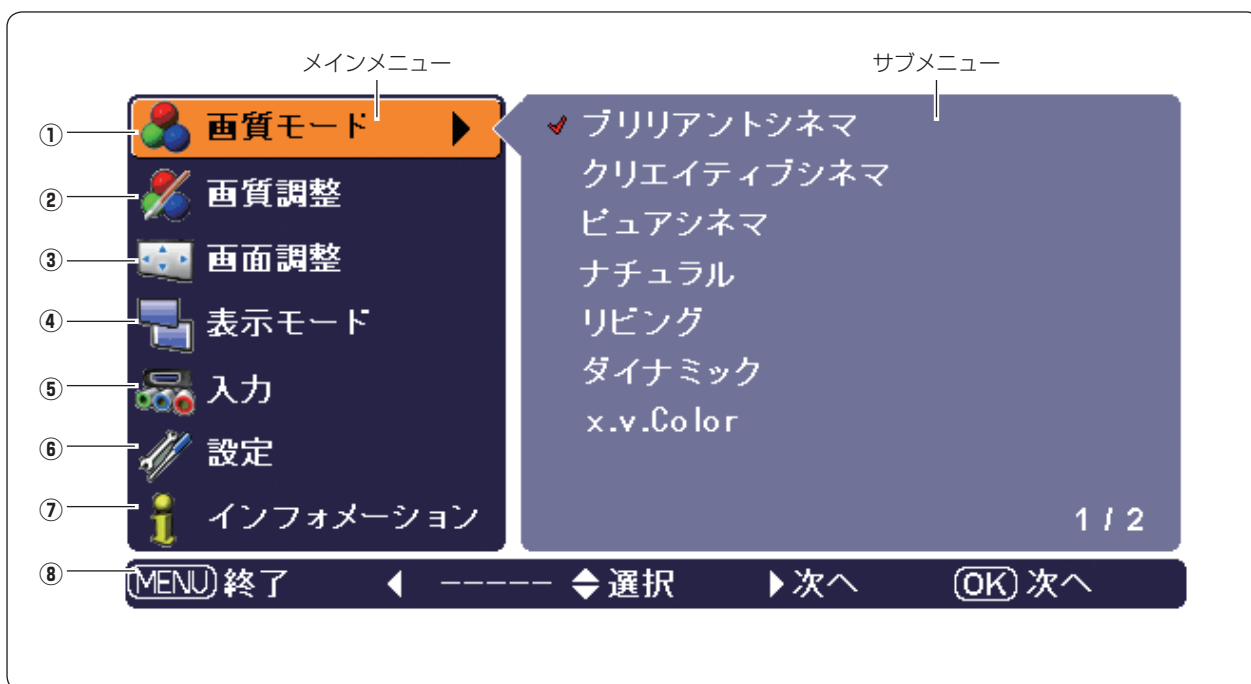 メインメニュー
サブメニュー
① 画質モード
② 画質調整
③ 画面調整
④ 表示モード
⑤ 入力
⑥ 設定
⑦ インフォメーション
ブリリアントシネマ
クリエイティブシネマ
ピュアシネマ
ナチュラル
リビング
ダイナミック
x.v.Color
1 / 2
⑧ MENU 終了 ◀ ----- 選択 ▶次へ OK 次へ